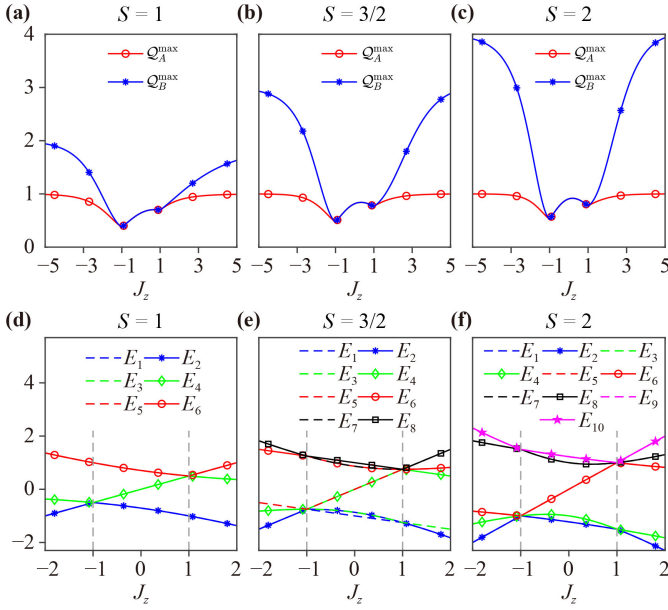 (a) S = 1 (b) S = 3/2 (c) S = 2
4
3
2
1
0
Q_A^max
Q_B^max
Q_A^max
Q_B^max
Q_A^max
Q_B^max
−5 −3 −1 1 3 5 −5 −3 −1 1 3 5 −5 −3 −1 1 3 5
J_z J_z J_z
(d) S = 1 (e) S = 3/2 (f) S = 2
4
2
0
−2
E_1 E_2
E_3 E_4
E_5 E_6
E_1 E_2
E_3 E_4
E_5 E_6
E_7 E_8
E_1 E_2 E_3
E_4 E_5 E_6
E_7 E_8 E_9
E_10
−2 −1 0 1 2 −2 −1 0 1 2 −2 −1 0 1 2
J_z J_z J_z